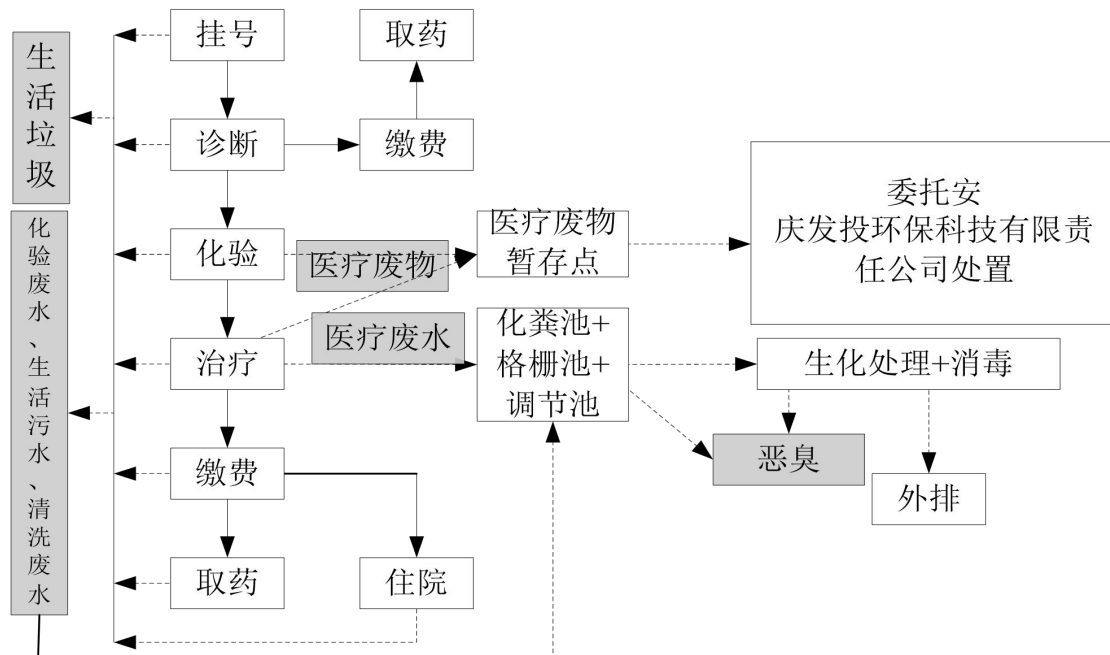 生活垃圾
化验废水、生活污水、清洗废水
挂号
取药
诊断
缴费
化验
医疗废物
医疗废物
暂存点
委托安
庆发投环保科技有限责
任公司处置
治疗
医疗废水
化粪池+
格栅池+
调节池
生化处理+消毒
恶臭
外排
缴费
取药
住院